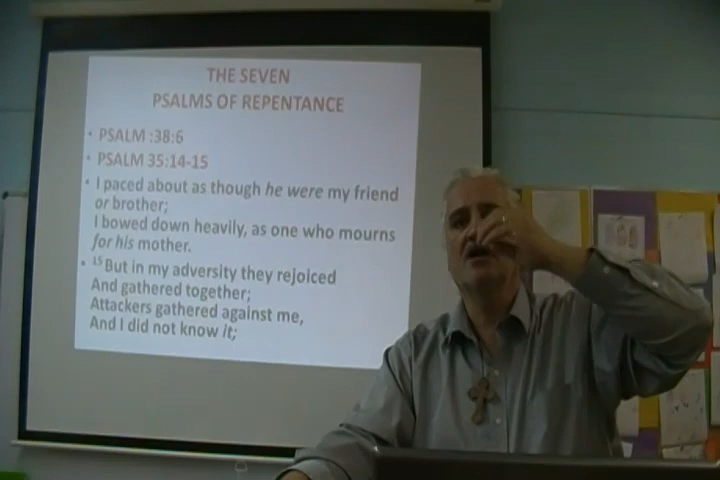 THE SEVEN
PSALMS OF REPENTANCE
• PSALM :38:6
• PSALM 35:14-15
• I paced about as though he were my friend
or brother;
I bowed down heavily, as one who mourns
for his mother.
• 15 But in my adversity they rejoiced
And gathered together;
Attackers gathered against me,
And I did not know it;